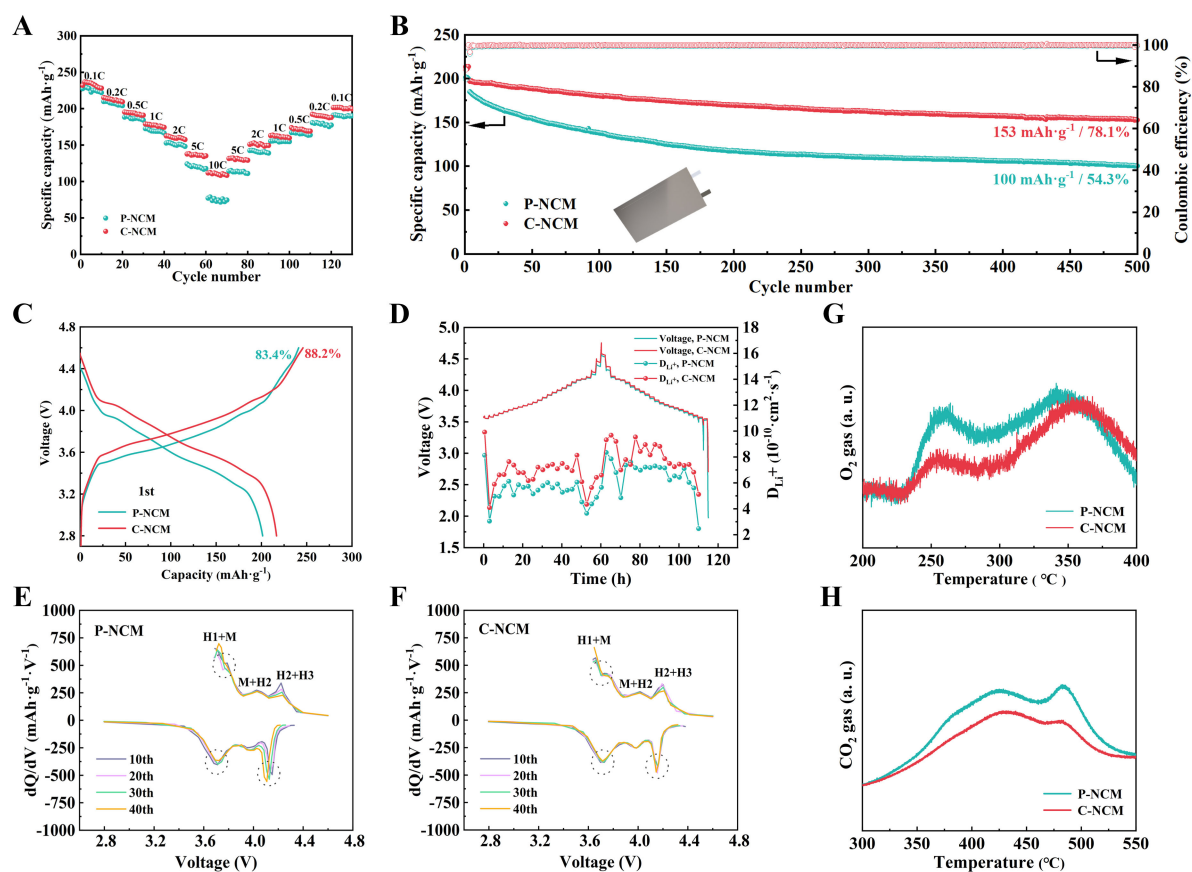 A
Specific capacity (mAh·g-1)
300
250
200
150
100
50
0
0.1C
0.2C
0.5C
1C
2C
5C
10C
5C
2C
1C
0.5C
0.2C
0.1C
P-NCM
C-NCM
0 20 40 60 80 100 120
Cycle number
B
Specific capacity (mAh·g-1)
250
200
150
100
50
0
153 mAh·g-1 / 78.1%
100 mAh·g-1 / 54.3%
P-NCM
C-NCM
0 50 100 150 200 250 300 350 400 450 500
Cycle number
100
80
60
40
20
0
Coulombic efficiency (%)
C
Voltage (V)
4.8
4.4
4.0
3.6
3.2
2.8
83.4% 88.2%
1st
P-NCM
C-NCM
0 50 100 150 200 250 300
Capacity (mAh·g-1)
D
Voltage (V)
5.0
4.5
4.0
3.5
3.0
2.5
2.0
1.5
Voltage, P-NCM
Voltage, C-NCM
DLi+, P-NCM
DLi+, C-NCM
0 10 20 30 40 50 60 70 80 90 100 110 120 130
Time (h)
18
16
14
12
10
8
6
4
2
DLi+ (10-10·cm2·s-1)
G
O2 gas (a. u.)
P-NCM
C-NCM
200 250 300 350 400
Temperature (℃)
E
dQ/dV (mAh·g-1·V-1)
1000
750
500
250
0
-250
-500
-750
-1000
P-NCM
H1+M
M+H2
H2+H3
10th
20th
30th
40th
2.8 3.2 3.6 4.0 4.4 4.8
Voltage (V)
F
dQ/dV (mAh·g-1·V-1)
1000
750
500
250
0
-250
-500
-750
-1000
C-NCM
H1+M
M+H2
H2+H3
10th
20th
30th
40th
2.8 3.2 3.6 4.0 4.4 4.8
Voltage (V)
H
CO2 gas (a. u.)
P-NCM
C-NCM
300 350 400 450 500 550
Temperature (℃)